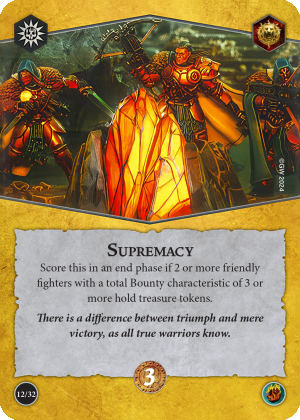 ©GW 2024
SUPREMACY
Score this in an end phase if 2 or more friendly
fighters with a total Bounty characteristic of 3 or
more hold treasure tokens.
There is a difference between triumph and mere
victory, as all true warriors know.
3
12/32